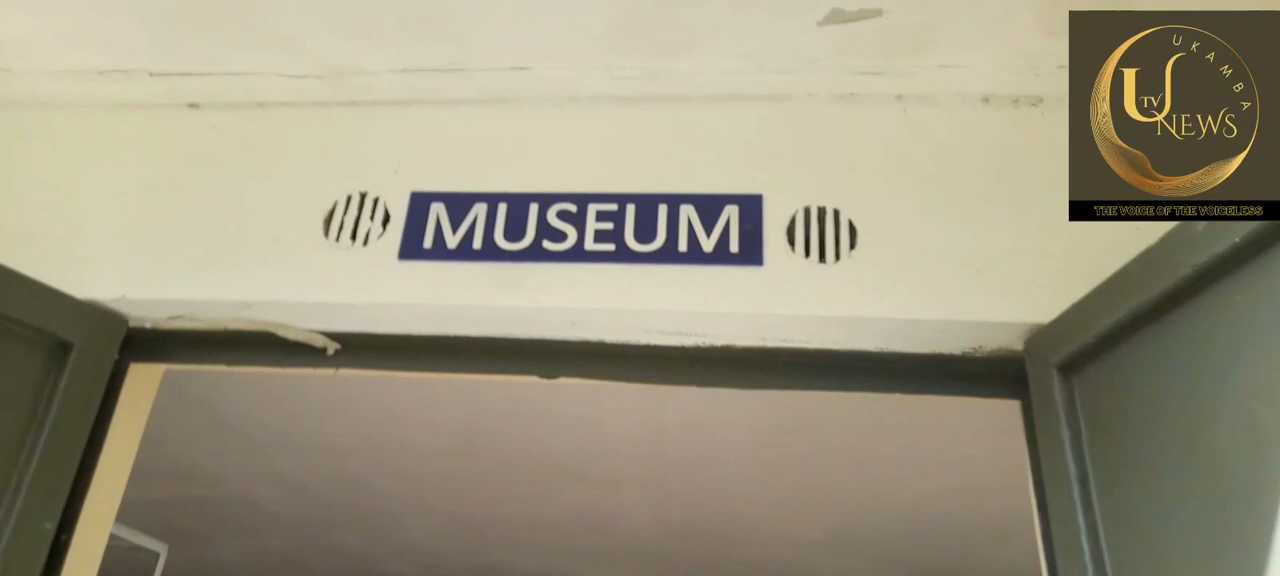 MUSEUM
UKAMBA
U
TV
NEWS
THE VOICE OF THE VOICELESS